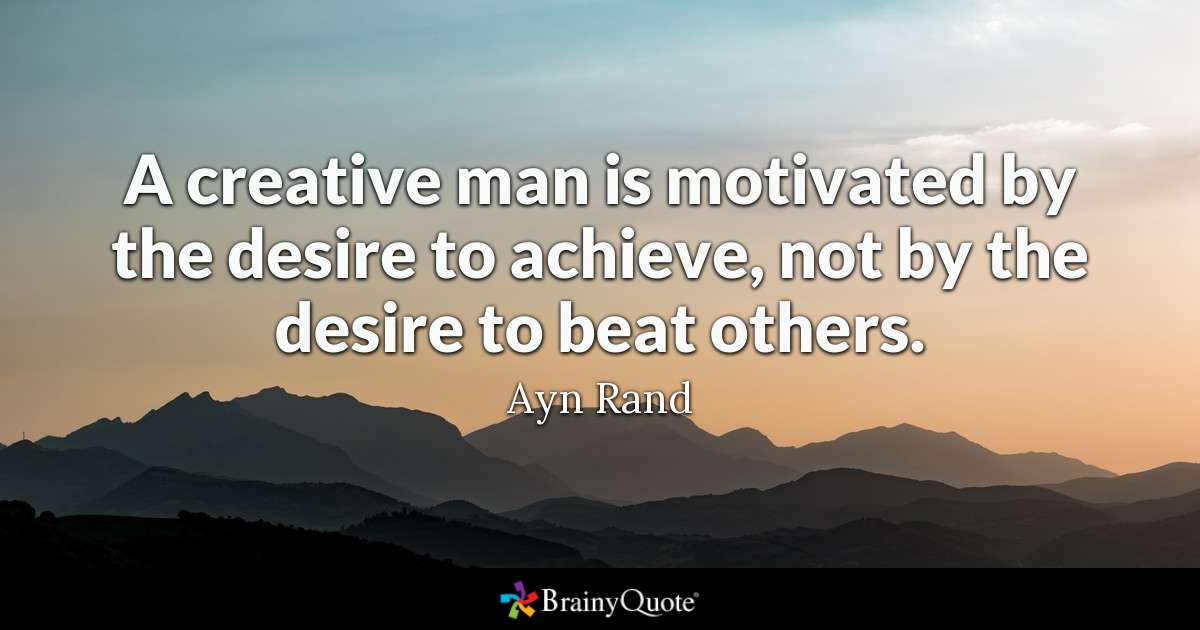 A creative man is motivated by
the desire to achieve, not by the
desire to beat others.
Ayn Rand
BrainyQuote®